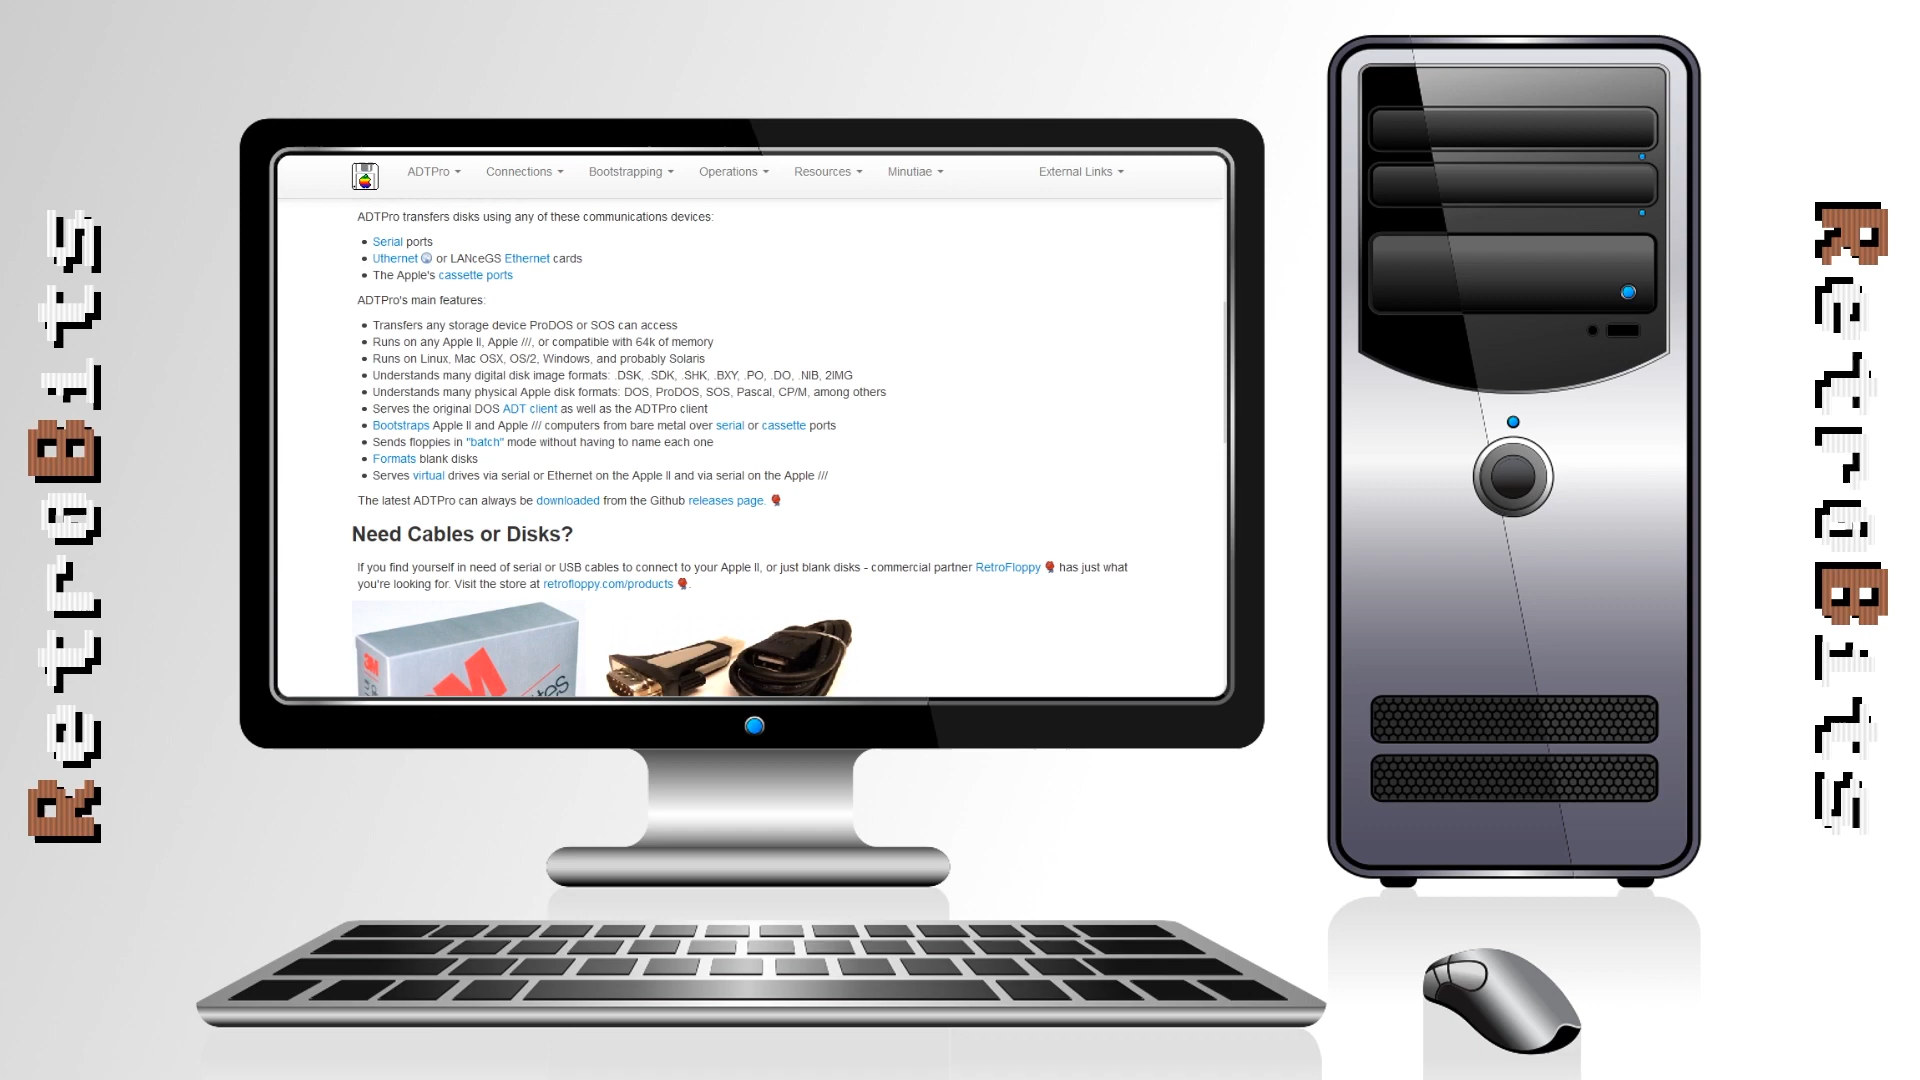 RetroBits
ADTPro Connections Bootstrapping Operations Resources Minutiae External Links
ADTPro transfers disks using any of these communications devices:
Serial ports
Uthernet or LANceGS Ethernet cards
The Apple's cassette ports
ADTPro's main features:
Transfers any storage device ProDOS or SOS can access
Runs on any Apple II, Apple ///, or compatible with 64k of memory
Runs on Linux, Mac OSX, OS/2, Windows, and probably Solaris
Understands many digital disk image formats: .DSK, .SDK, .SHK, .BXY, .PO, .DO, .NIB, 2IMG
Understands many physical Apple disk formats: DOS, ProDOS, SOS, Pascal, CP/M, among others
Serves the original DOS ADT client as well as the ADTPro client
Bootstraps Apple II and Apple /// computers from bare metal over serial or cassette ports
Sends floppies in "batch" mode without having to name each one
Formats blank disks
Serves virtual drives via serial or Ethernet on the Apple II and via serial on the Apple ///
The latest ADTPro can always be downloaded from the Github releases page.
Need Cables or Disks?
If you find yourself in need of serial or USB cables to connect to your Apple II, or just blank disks - commercial partner RetroFloppy has just what
you're looking for. Visit the store at retrofloppy.com/products .
3M
RetroBits